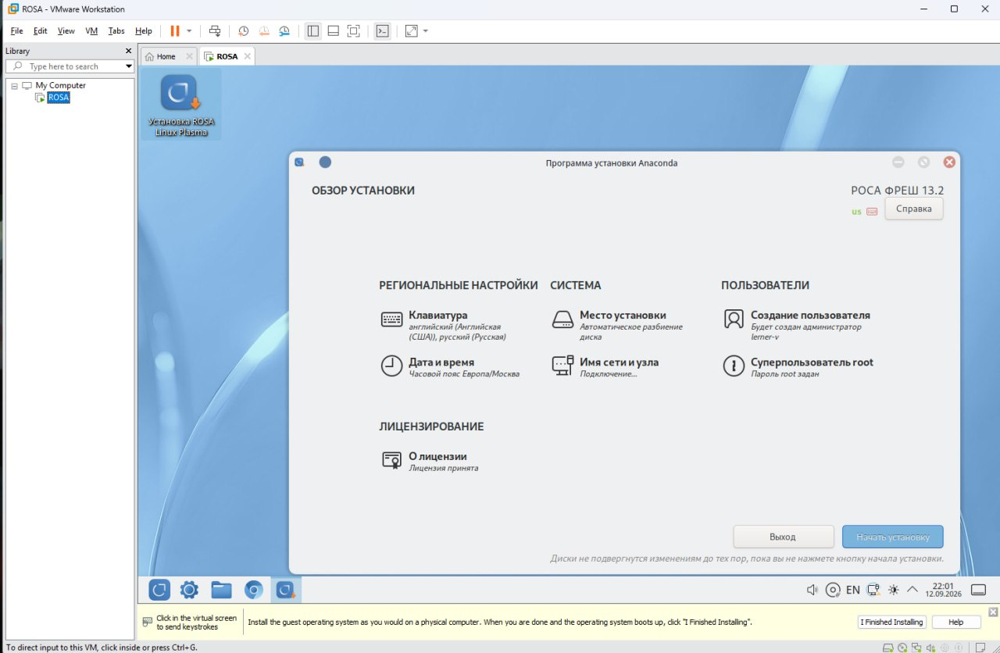 ROSA - VMware Workstation
File Edit View VM Tabs Help
Library
Type here to search
My Computer
ROSA
Home
ROSA
Установка ROSA
Linux Plasma
Программа установки Anaconda
ОБЗОР УСТАНОВКИ
РОСА ФРЕШ 13.2
us
Справка
РЕГИОНАЛЬНЫЕ НАСТРОЙКИ
Клавиатура
английский (Английская
(США)), русский (Русская)
Дата и время
Часовой пояс Европа/Москва
СИСТЕМА
Место установки
Автоматическое разбиение
диска
Имя сети и узла
Подключение...
ПОЛЬЗОВАТЕЛИ
Создание пользователя
Будет создан администратор
lerner-v
Суперпользователь root
Пароль root задан
ЛИЦЕНЗИРОВАНИЕ
О лицензии
Лицензия принята
Выход
Начать установку
Диски не подвергнутся изменениям до тех пор, пока вы не нажмете кнопку начала установки.
EN
22:01
12.09.2026
Click in the virtual screen
to send keystrokes
Install the guest operating system as you would on a physical computer. When you are done and the operating system boots up, click "I Finished Installing".
I Finished Installing
Help
To direct input to this VM, click inside or press Ctrl+G.